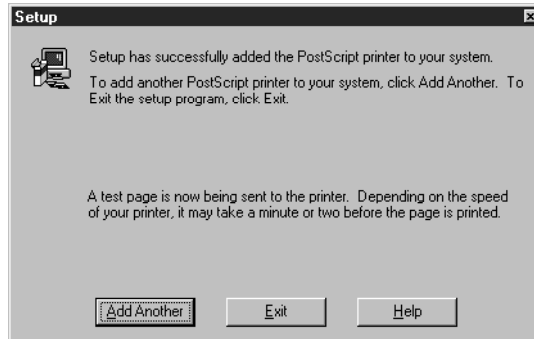 Setup
Setup has successfully added the PostScript printer to your system.
To add another PostScript printer to your system, click Add Another. To
Exit the setup program, click Exit.
A test page is now being sent to the printer. Depending on the speed
of your printer, it may take a minute or two before the page is printed.
Add Another Exit Help